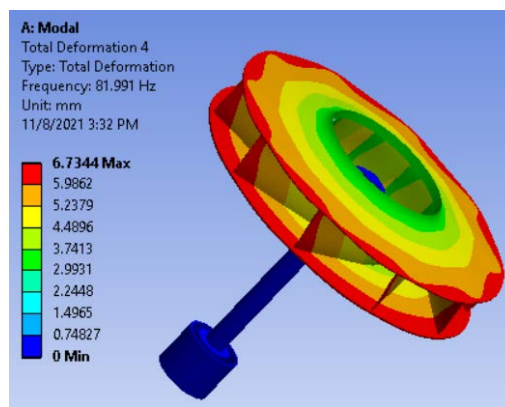 A: Modal
Total Deformation 4
Type: Total Deformation
Frequency: 81.991 Hz
Unit: mm
11/8/2021 3:32 PM
6.7344 Max
5.9862
5.2379
4.4896
3.7413
2.9931
2.2448
1.4965
0.74827
0 Min